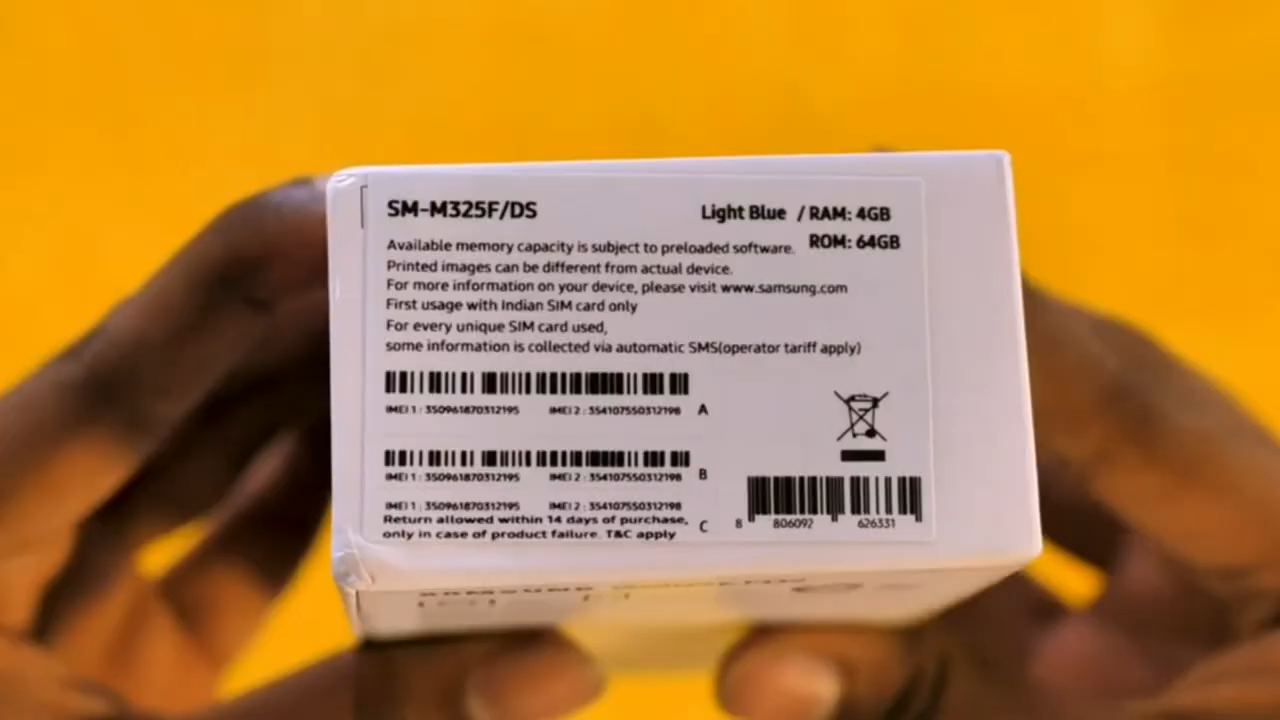 SM-M325F/DS
Light Blue / RAM: 4GB
ROM: 64GB
Available memory capacity is subject to preloaded software.
Printed images can be different from actual device.
For more information on your device, please visit www.samsung.com
First usage with Indian SIM card only
For every unique SIM card used,
some information is collected via automatic SMS(operator tariff apply)
IMEI 1 : 350961870312195 IMEI 2 : 354107550312198 A
IMEI 1 : 350961870312195 IMEI 2 : 354107550312198 B
IMEI 1 : 350961870312195 IMEI 2 : 354107550312198
Return allowed within 14 days of purchase,
only in case of product failure. T&C apply
C
8 806092 626331
SAMSUNG